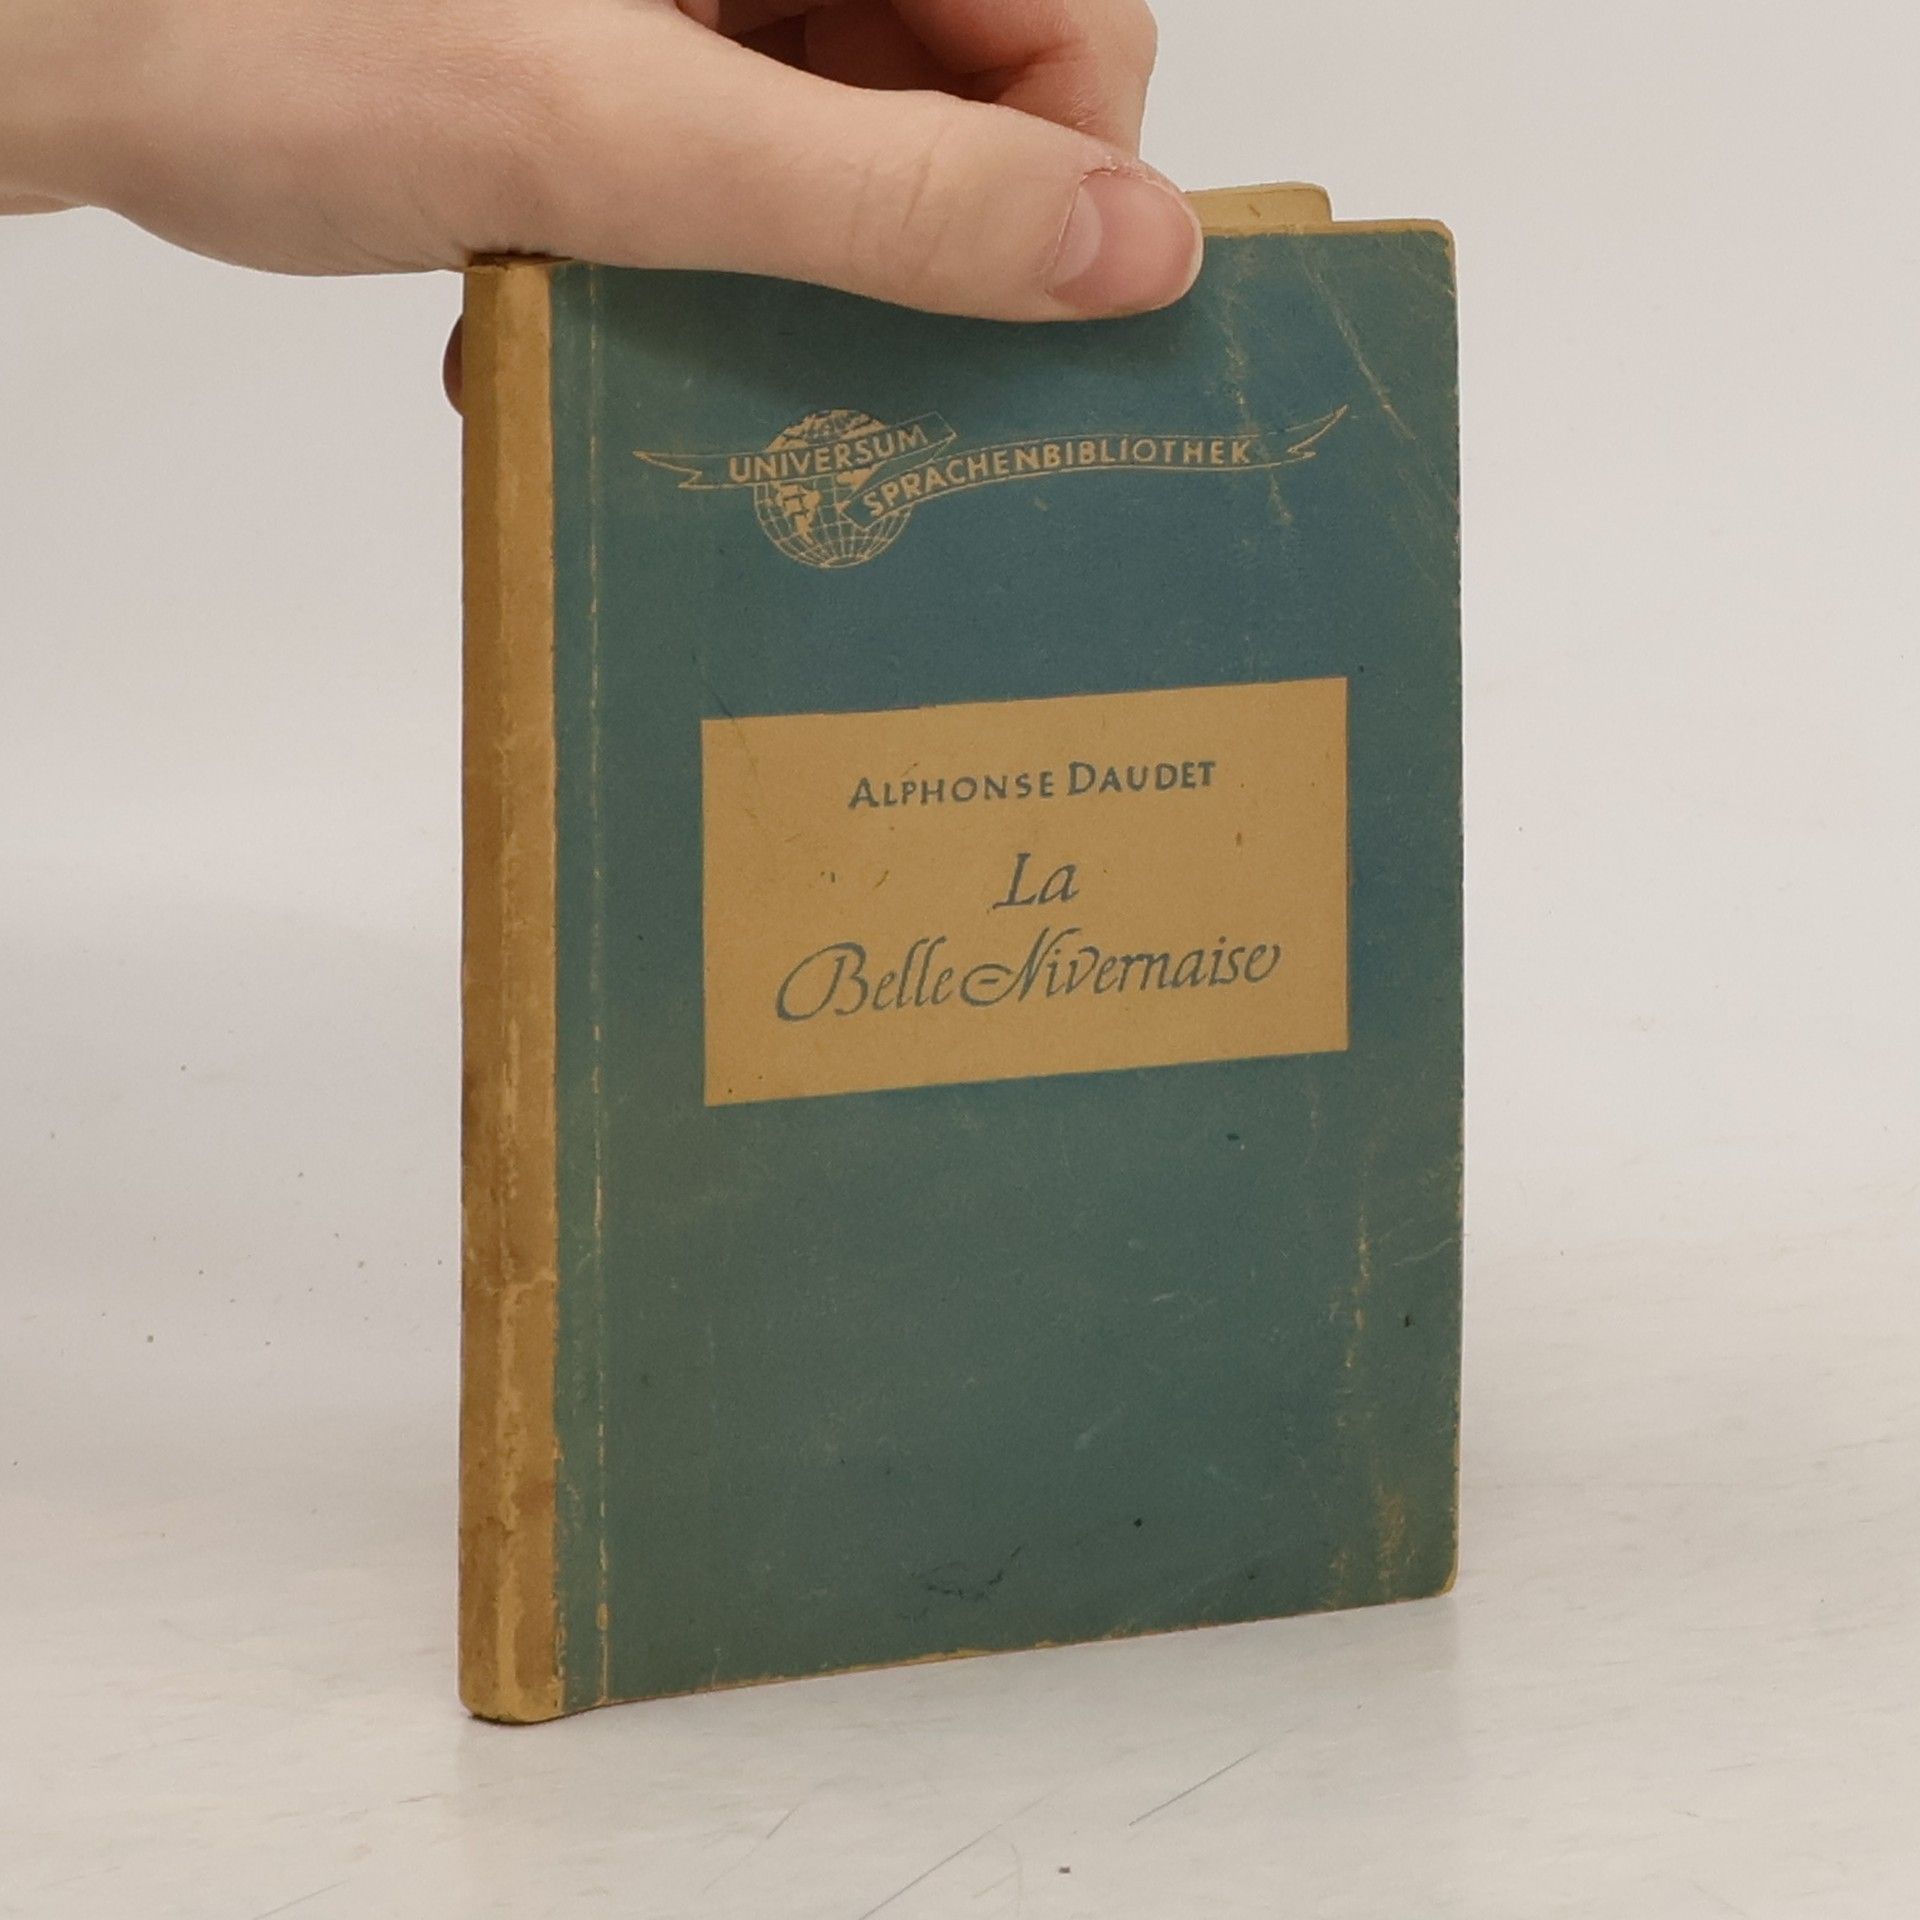 UNIVERSUM
SPRACHENBIBLIOTHEK
ALPHONSE DAUDET
La
Belle-Nivernaise